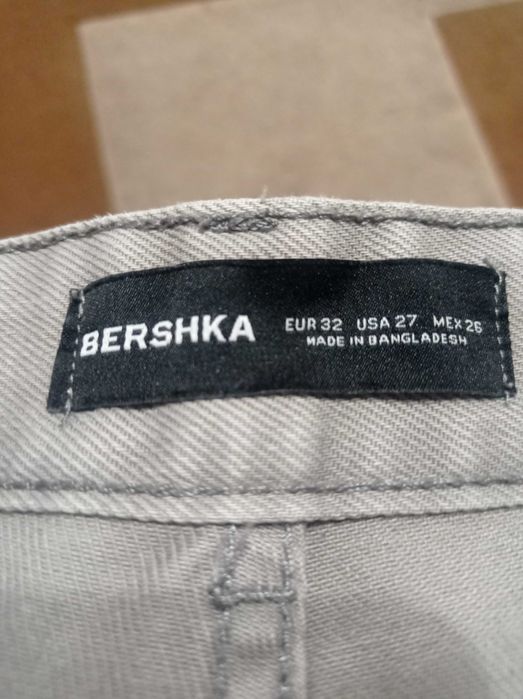 BERSHKA
EUR 32 USA 27 MEX 26
MADE IN BANGLADESH